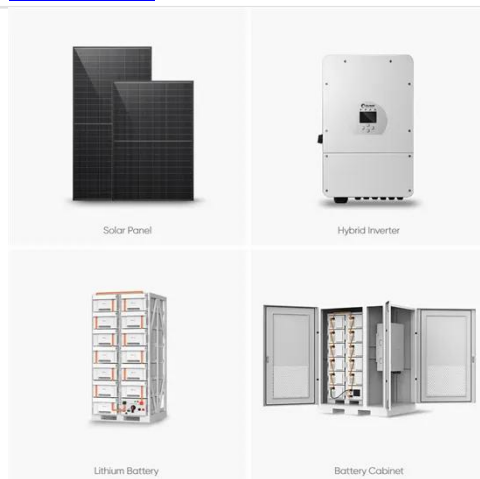 Solar Panel
Hybrid Inverter
Lithium Battery
Battery Cabinet